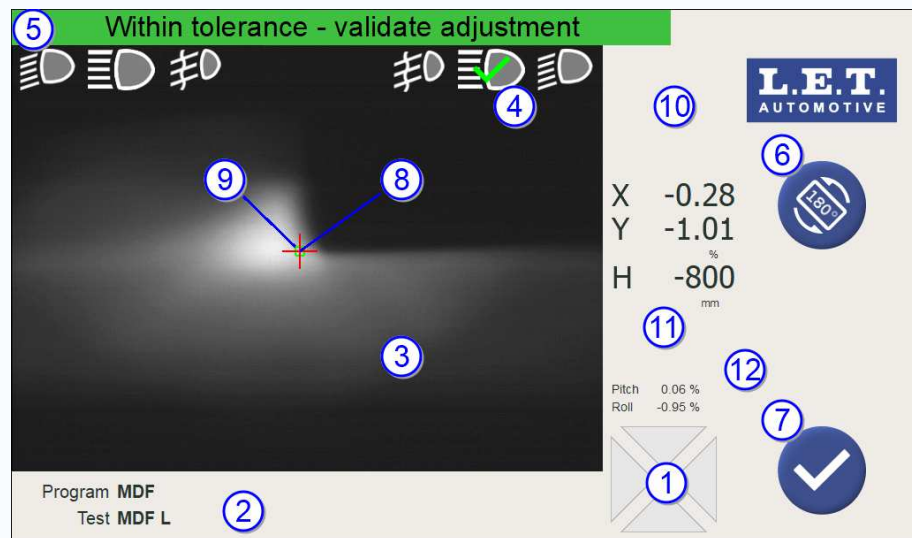 5 Within tolerance - validate adjustment
4
10
L.E.T.
AUTOMOTIVE
9
8
6
180°
X -0.28
Y -1.01
%
H -800
mm
11
3
12
Pitch 0.06 %
Roll -0.95 %
7
1
Program MDF
Test MDF L
2